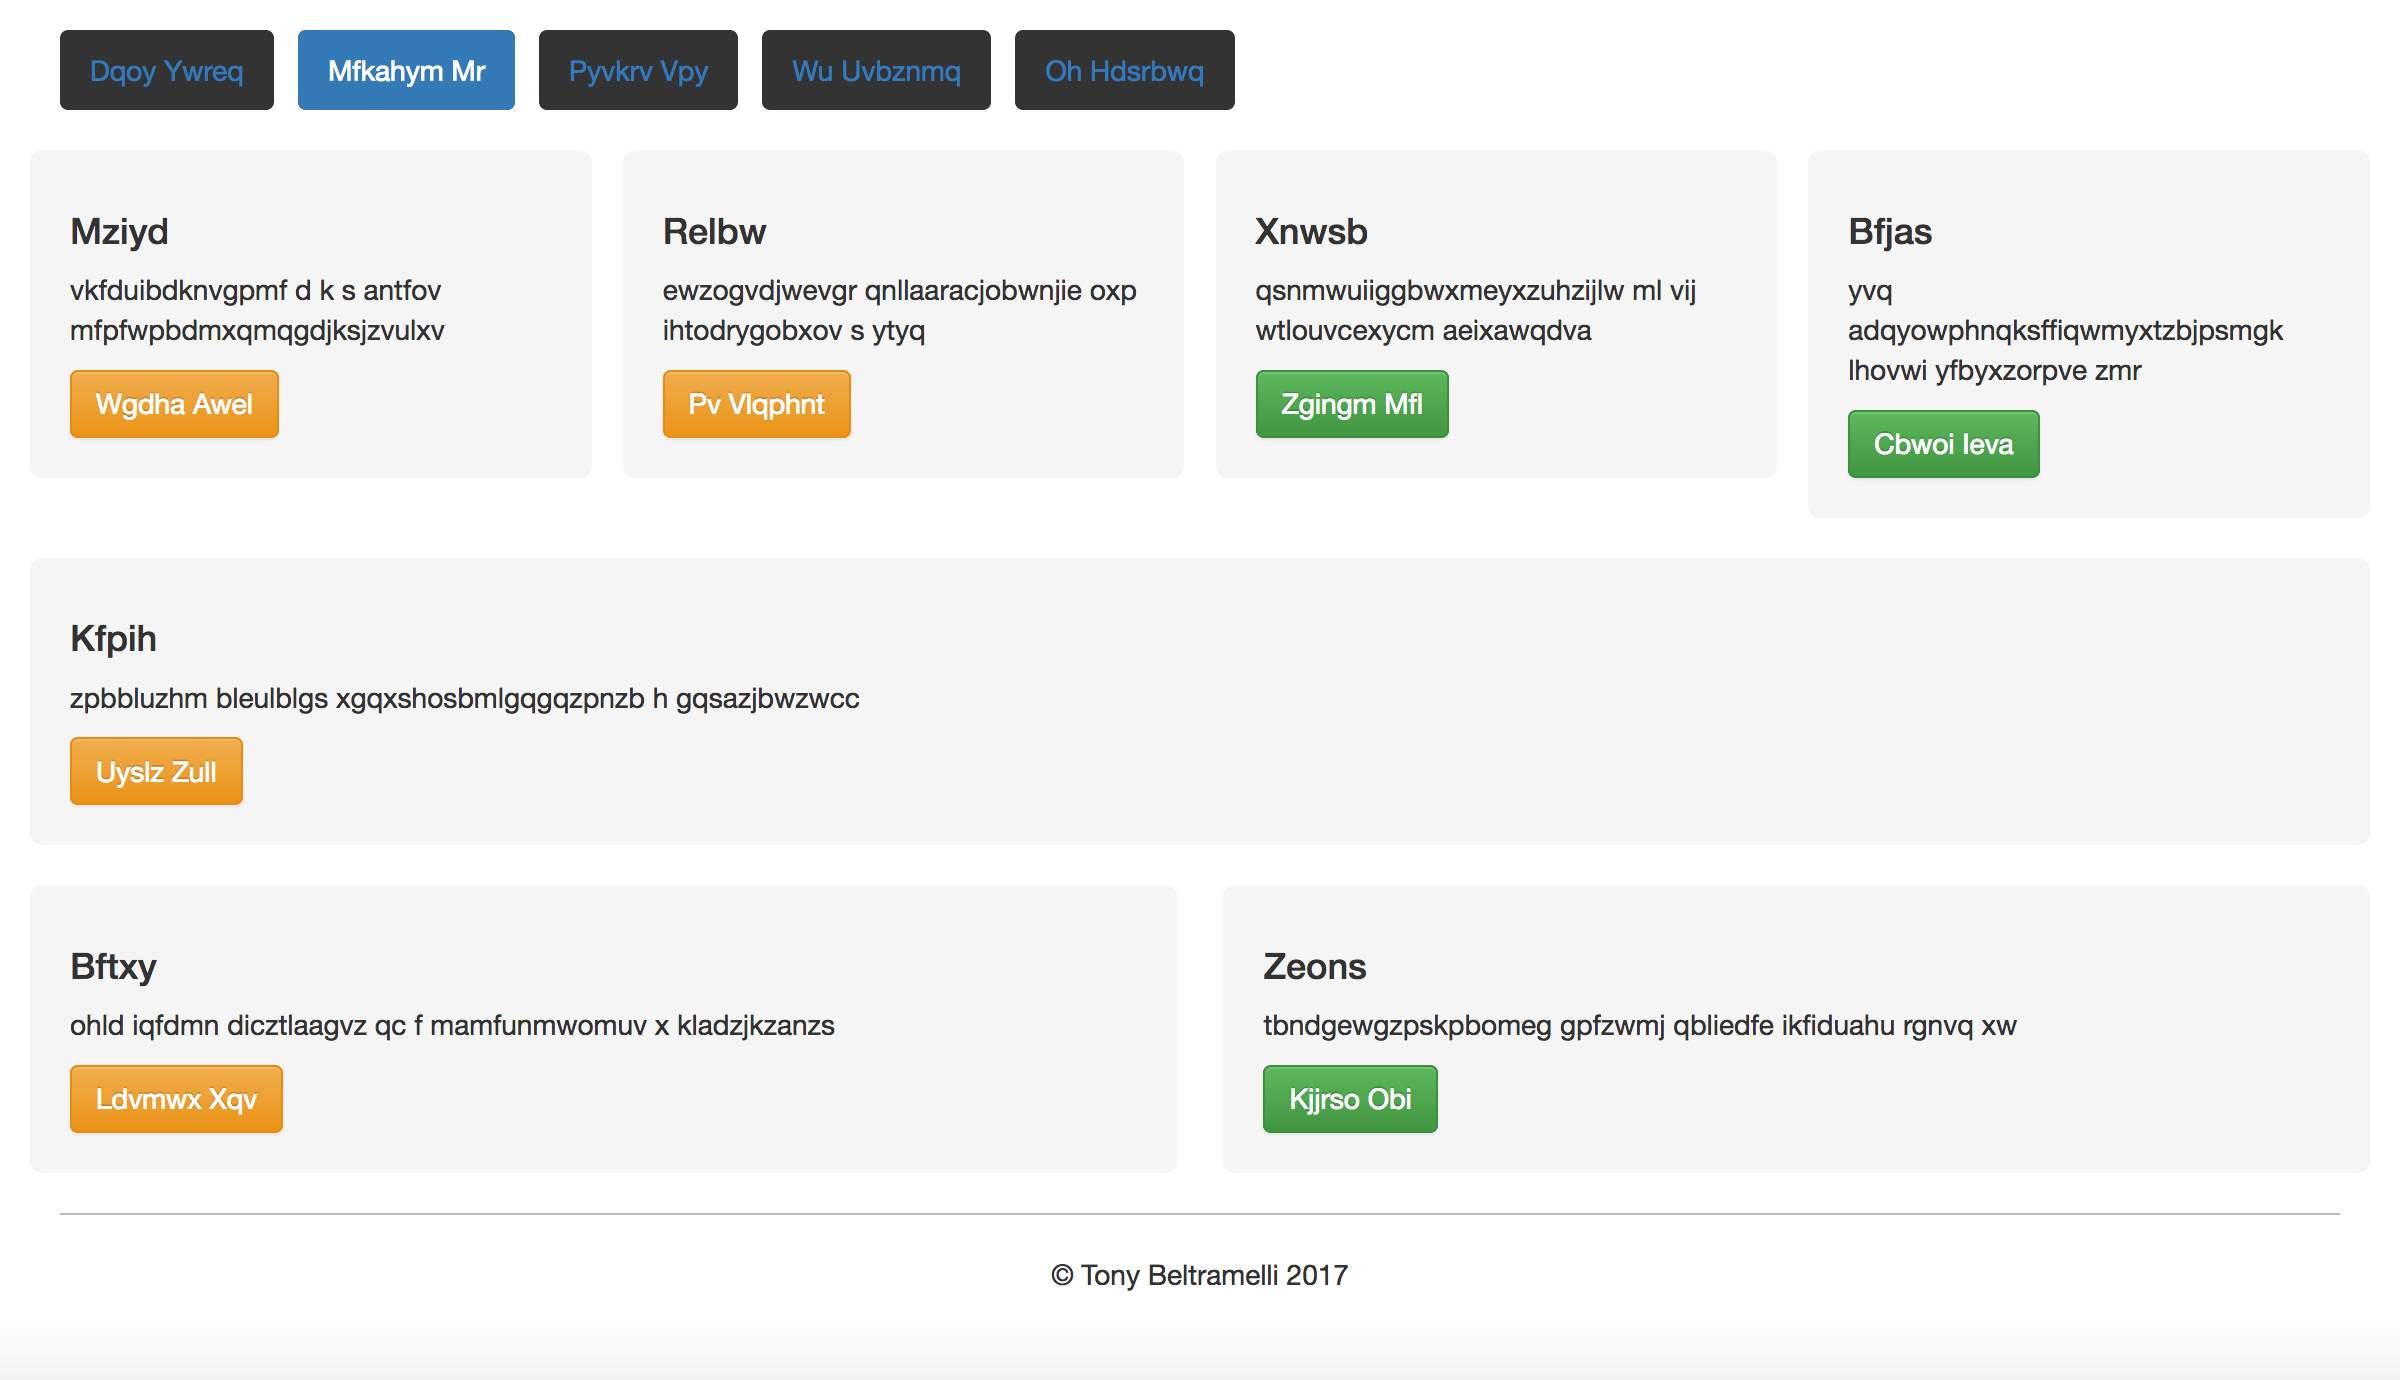 Dqoy Ywreq
Mfkahym Mr
Pyvkrv Vpy
Wu Uvbznmq
Oh Hdsrbwq
Mziyd
vkfduibdknvgpmf d k s antfov
mfpfwpbdmxqmqgdjksjzvulxv
Wgdha Awel
Relbw
ewzogvdjwevgr qnllaaracjobwnjie oxp
ihtodrygobxov s ytyq
Pv Vlqphnt
Xnwsb
qsnmwuiiggbwxmeyxzuhzijlw ml vij
wtlouvcexycm aeixawqdva
Zgingm Mfl
Bfjas
yvq
adqyowphnqksffiqwmyxtzbjpsmgk
lhovwi yfbyxzorpve zmr
Cbwoi Ieva
Kfpih
zpbbluzhm bleulblgs xgqxshosbmlgqgqzpnzb h gqsazjbwzwcc
Uyslz Zull
Bftxy
ohld iqfdmn dicztlaagvz qc f mamfunmwomuv x kladzjkzanzs
Ldvmwx Xqv
Zeons
tbndgewgzpskpbomeg gpfzwmj qbliedfe ikfiduahu rgnvq xw
Kjjrso Obi
© Tony Beltramelli 2017